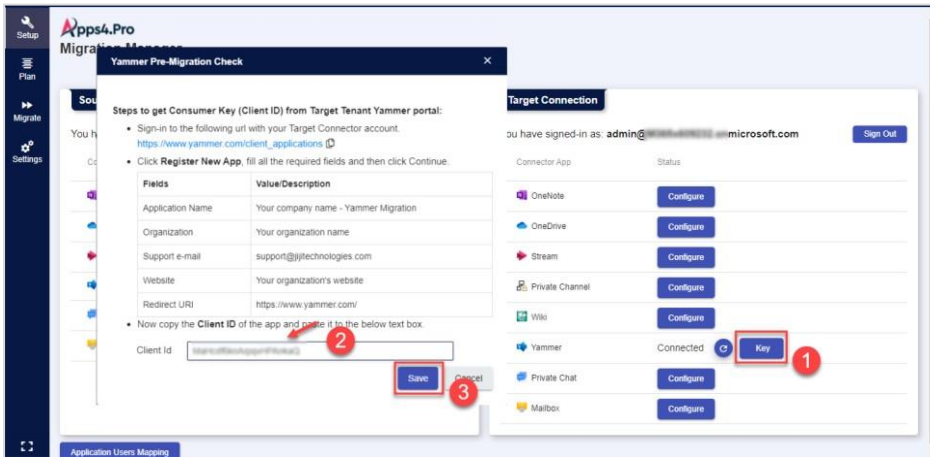 Setup
Plan
Migrate
Settings
Apps4.Pro
Migration Manager
Yammer Pre-Migration Check
×
Steps to get Consumer Key (Client ID) from Target Tenant Yammer portal:
• Sign-in to the following url with your Target Connector account.
https://www.yammer.com/client_applications
• Click Register New App, fill all the required fields and then click Continue.
Fields Value/Description
Application Name Your company name - Yammer Migration
Organization Your organization name
Support e-mail support@jijitechnologies.com
Website Your organization's website
Redirect URI https://www.yammer.com/
• Now copy the Client ID of the app and paste it to the below text box.
Client Id
2
Save Cancel
3
Sou
You h
Co
Target Connection
ou have signed-in as: admin@ microsoft.com Sign Out
Connector App Status
OneNote Configure
OneDrive Configure
Stream Configure
Private Channel Configure
Wiki Configure
Yammer Connected Key
1
Private Chat Configure
Mailbox Configure
Application Users Mapping